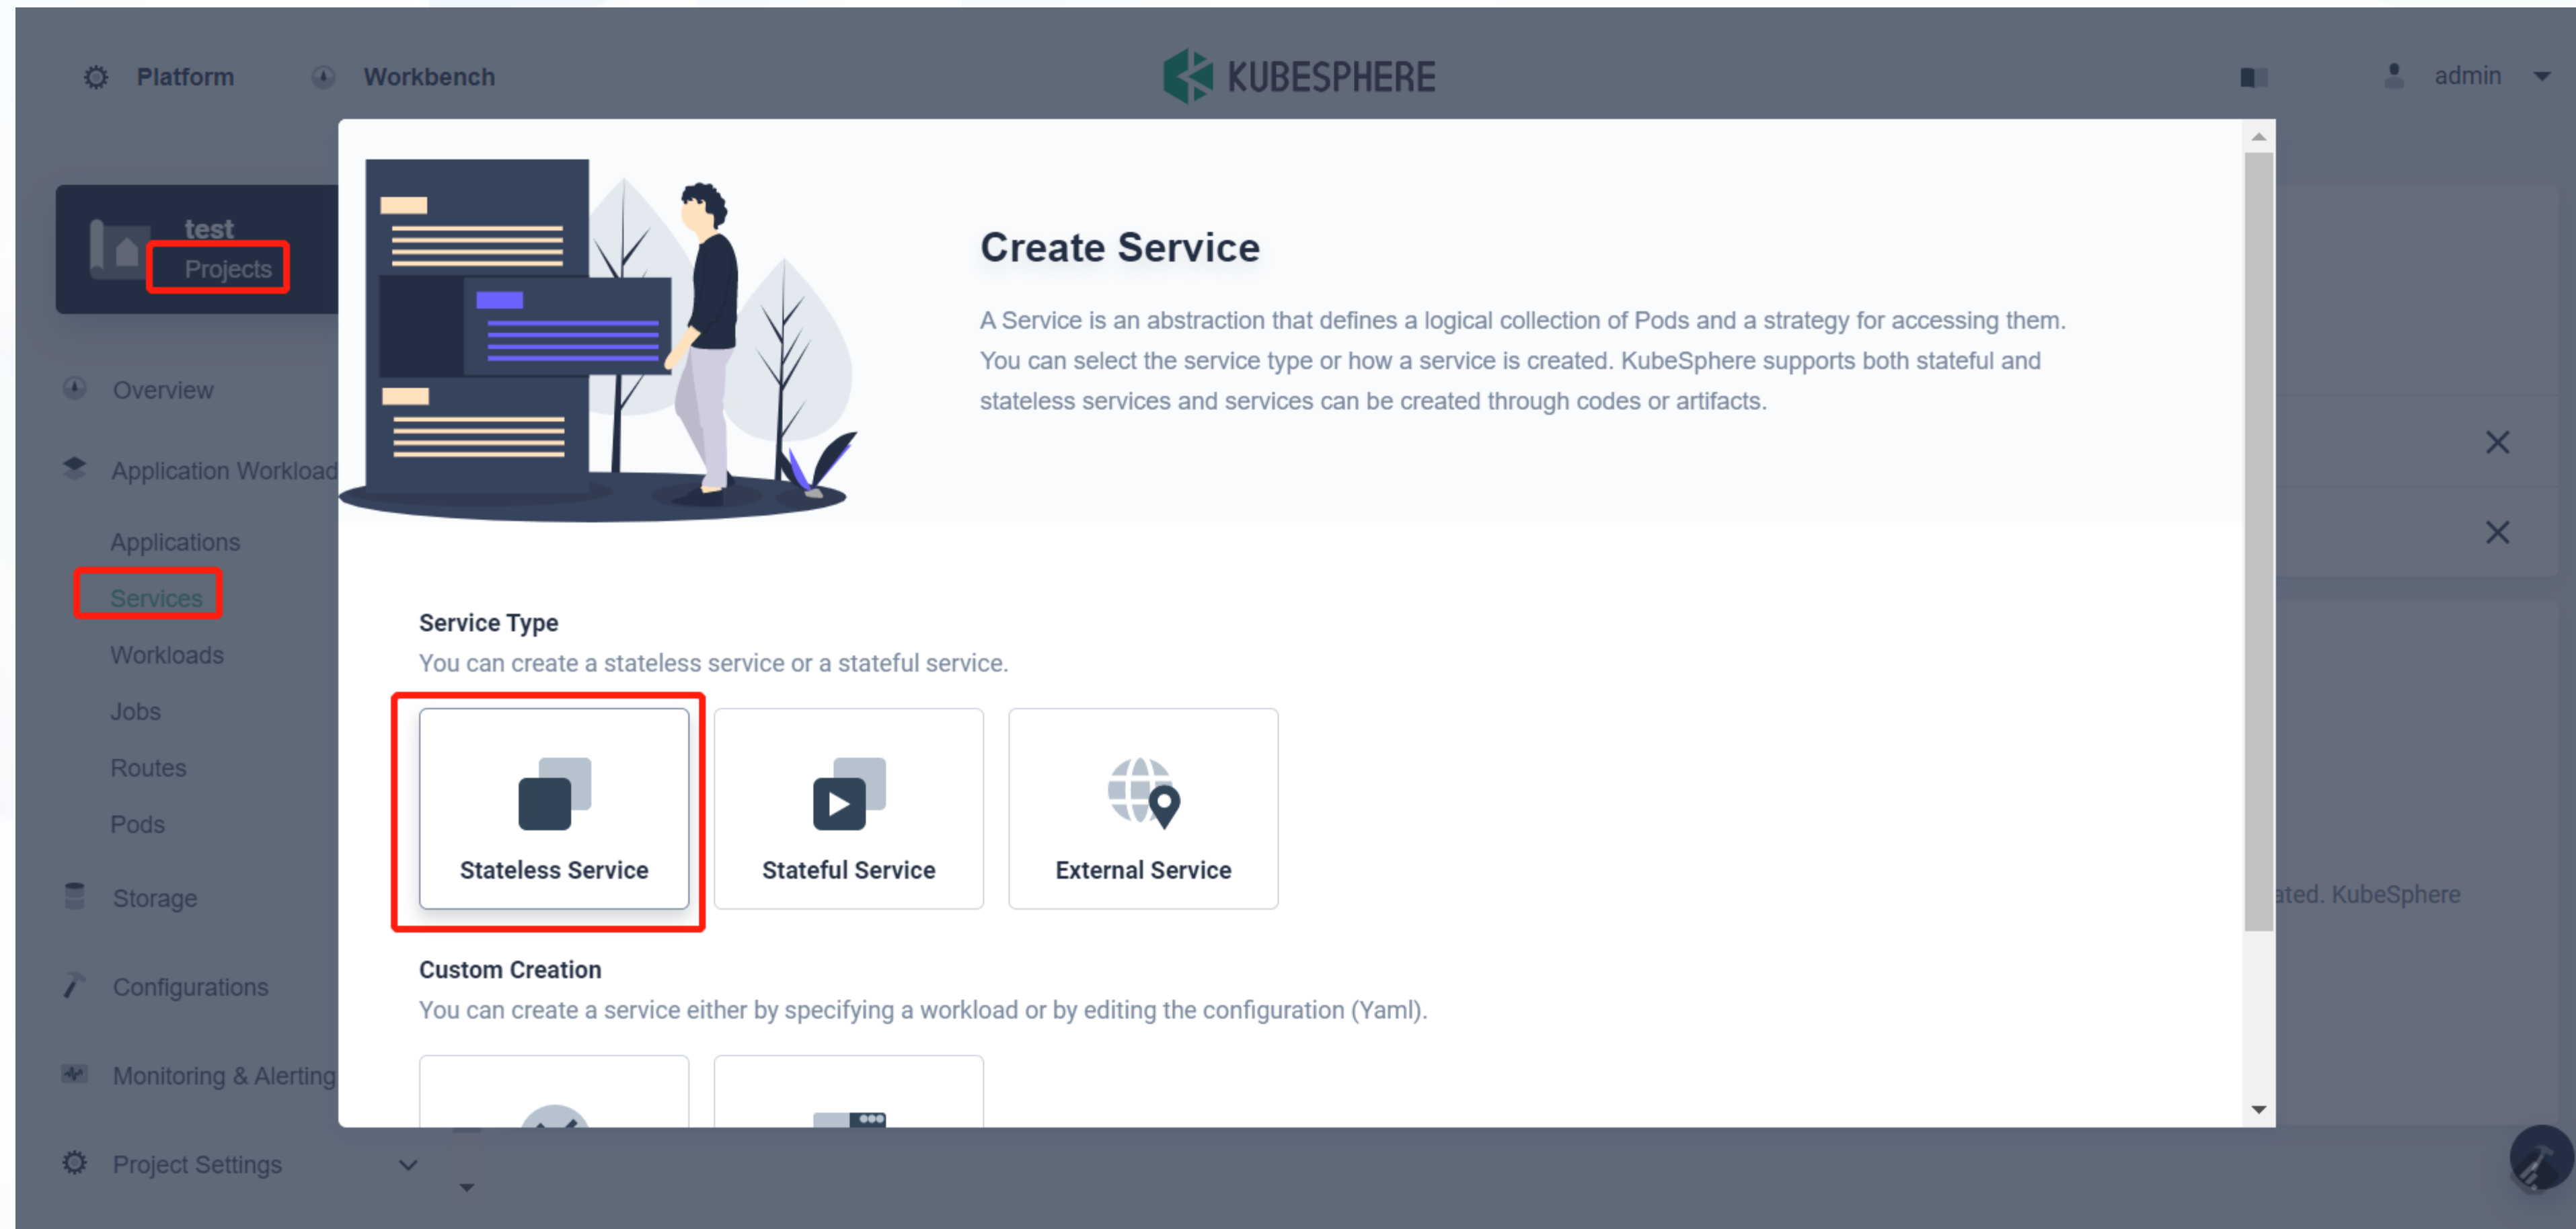 Platform
Workbench
KUBESPHERE
admin
test
Projects
Overview
Application Workload
Applications
Services
Workloads
Jobs
Routes
Pods
Storage
Configurations
Monitoring & Alerting
Project Settings
Create Service
A Service is an abstraction that defines a logical collection of Pods and a strategy for accessing them.
You can select the service type or how a service is created. KubeSphere supports both stateful and
stateless services and services can be created through codes or artifacts.
Service Type
You can create a stateless service or a stateful service.
Stateless Service
Stateful Service
External Service
Custom Creation
You can create a service either by specifying a workload or by editing the configuration (Yaml).
ated. KubeSphere